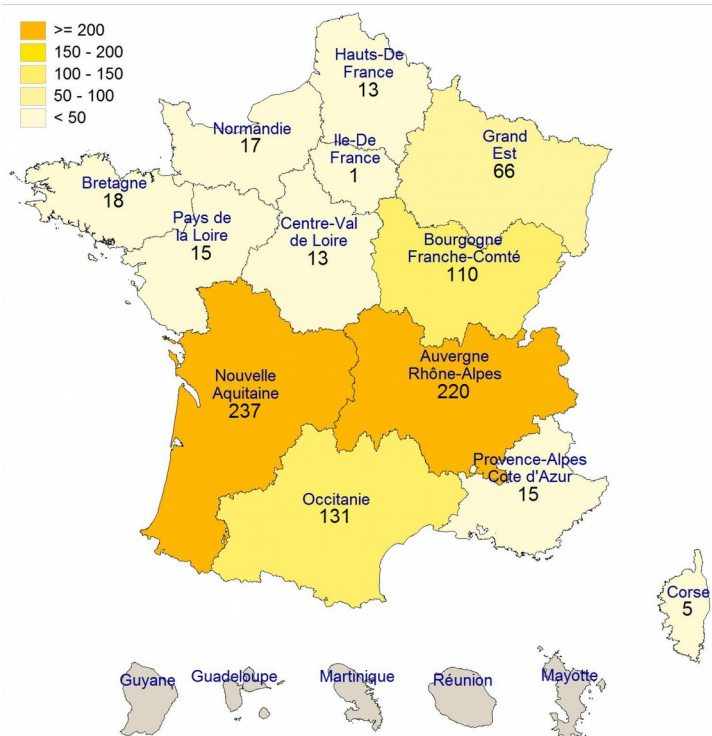 >= 200
150 - 200
100 - 150
50 - 100
< 50
Hauts-De
France
13
Normandie
17
Ile-De
France
1
Grand
Est
66
Bretagne
18
Pays de
la Loire
15
Centre-Val
de Loire
13
Bourgogne
Franche-Comté
110
Nouvelle
Aquitaine
237
Auvergne
Rhône-Alpes
220
Provence-Alpes
Côte d'Azur
15
Occitanie
131
Corse
5
Guyane
Guadeloupe
Martinique
Réunion
Mayotte